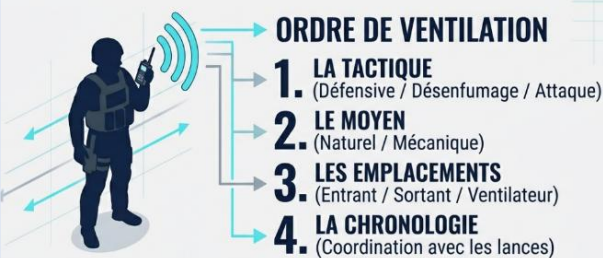 ORDRE DE VENTILATION
1. LA TACTIQUE
(Défensive / Désenfumage / Attaque)
2. LE MOYEN
(Naturel / Mécanique)
3. LES EMPLACEMENTS
(Entrant / Sortant / Ventilateur)
4. LA CHRONOLOGIE
(Coordination avec les lances)